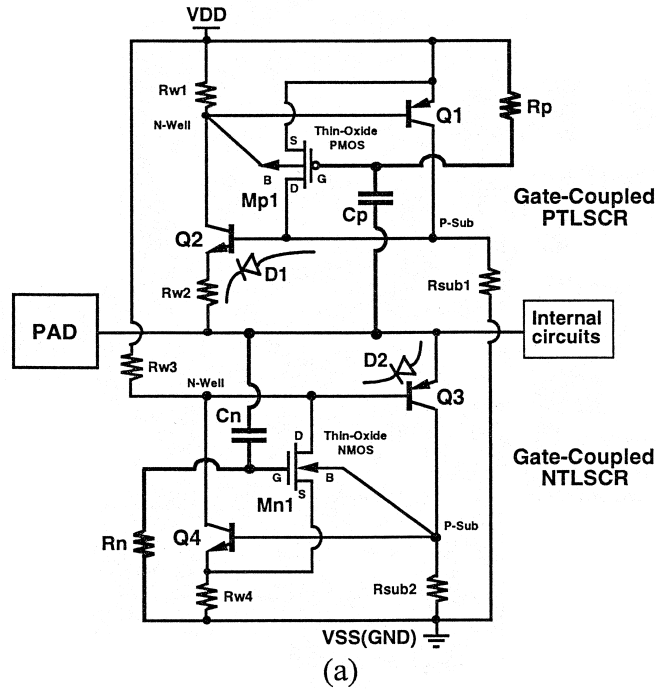 VDD
Rw1
Q1
Rp
N-Well
Thin-Oxide
PMOS
S
B
G
D
Mp1
Cp
Gate-Coupled
PTLSCR
P-Sub
Q2
D1
Rw2
Rsub1
PAD
Internal
circuits
Rw3
D2
N-Well
Q3
Cn
D
Thin-Oxide
NMOS
G
B
S
Mn1
Gate-Coupled
NTLSCR
P-Sub
Rn
Q4
Rw4
Rsub2
VSS(GND)
(a)